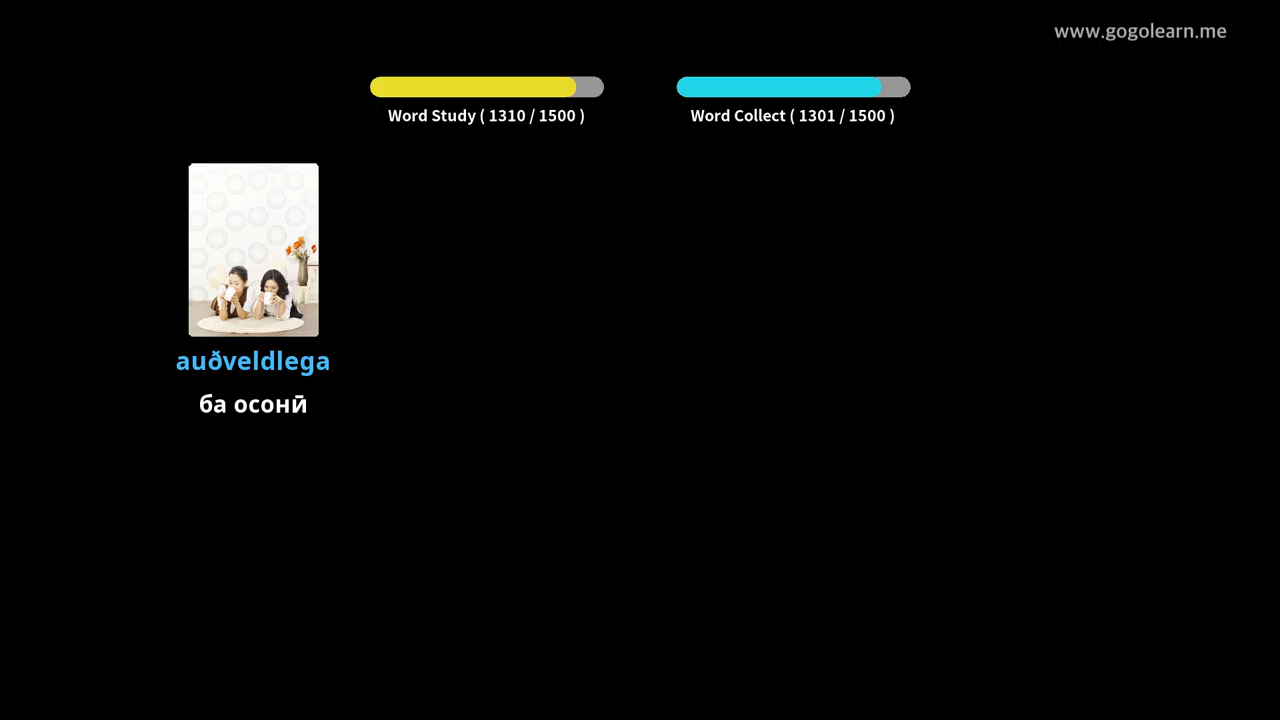 www.gogolearn.me
Word Study ( 1310 / 1500 )
Word Collect ( 1301 / 1500 )
auðveldlega
ба осонӣ